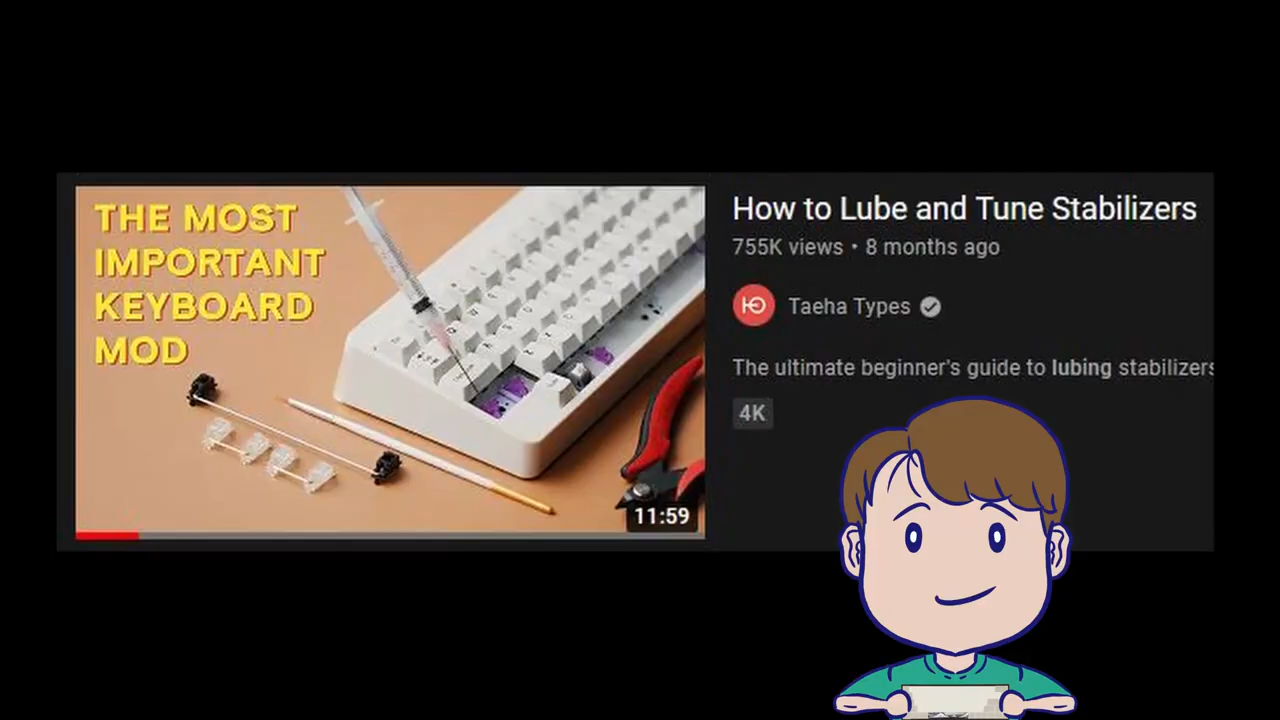 THE MOST
IMPORTANT
KEYBOARD
MOD
11:59
How to Lube and Tune Stabilizers
755K views • 8 months ago
Taeha Types
The ultimate beginner's guide to lubing stabilizers
4K